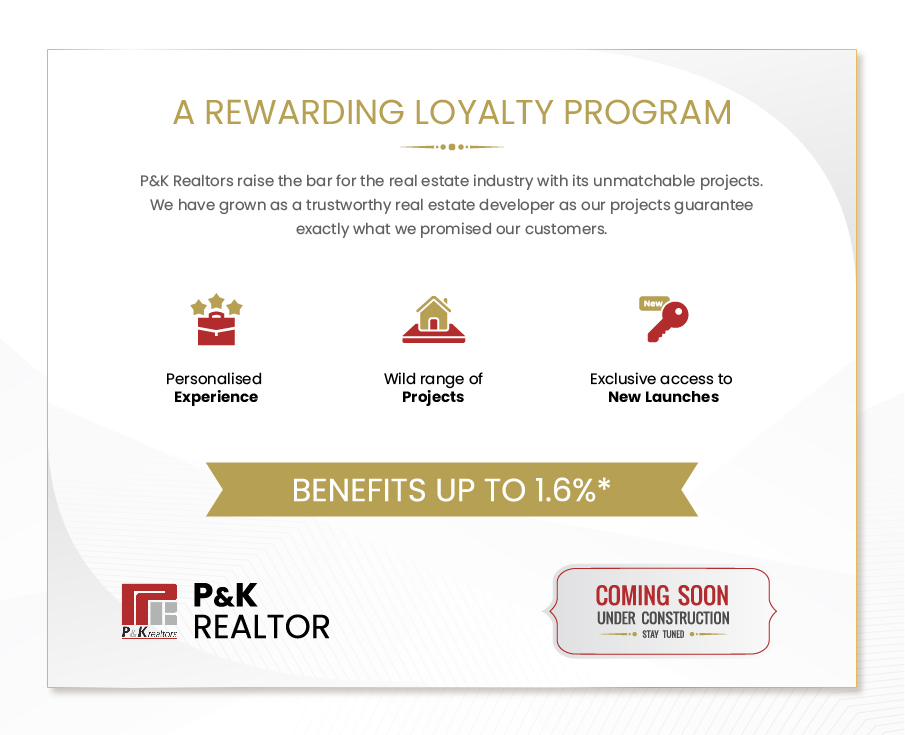 A REWARDING LOYALTY PROGRAM
P&K Realtors raise the bar for the real estate industry with its unmatchable projects.
We have grown as a trustworthy real estate developer as our projects guarantee
exactly what we promised our customers.
New
Personalised
Experience
Wild range of
Projects
Exclusive access to
New Launches
BENEFITS UP TO 1.6%*
P&K realtors
P&K
REALTOR
COMING SOON
UNDER CONSTRUCTION
STAY TUNED